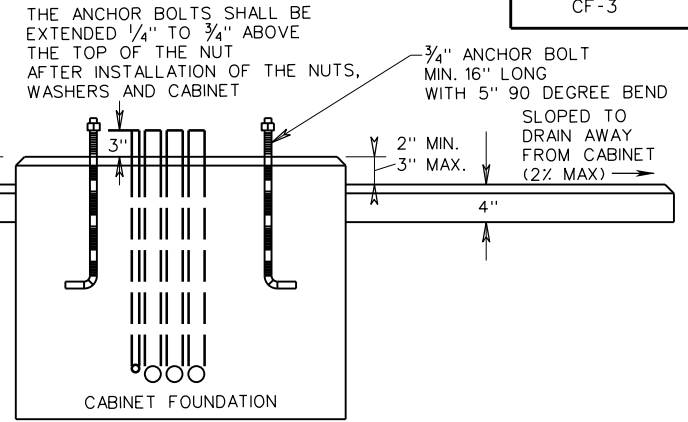 CF-3
THE ANCHOR BOLTS SHALL BE
EXTENDED 1/4" TO 3/4" ABOVE
THE TOP OF THE NUT
AFTER INSTALLATION OF THE NUTS,
WASHERS AND CABINET
3/4" ANCHOR BOLT
MIN. 16" LONG
WITH 5" 90 DEGREE BEND
SLOPED TO
DRAIN AWAY
FROM CABINET
(2% MAX)
3"
2" MIN.
3" MAX.
4"
CABINET FOUNDATION